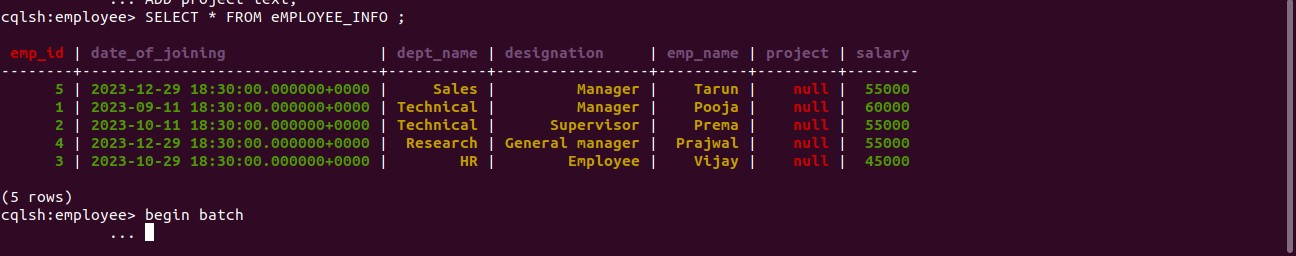 ... ADD project text;
cqlsh:employee> SELECT * FROM eMPLOYEE_INFO ;
emp_id | date_of_joining | dept_name | designation | emp_name | project | salary
--------+---------------------------------+-----------+-----------------+----------+---------+--------
5 | 2023-12-29 18:30:00.000000+0000 | Sales | Manager | Tarun | null | 55000
1 | 2023-09-11 18:30:00.000000+0000 | Technical | Manager | Pooja | null | 60000
2 | 2023-10-11 18:30:00.000000+0000 | Technical | Supervisor | Prema | null | 55000
4 | 2023-12-29 18:30:00.000000+0000 | Research | General manager | Prajwal | null | 55000
3 | 2023-10-29 18:30:00.000000+0000 | HR | Employee | Vijay | null | 45000
(5 rows)
cqlsh:employee> begin batch
...